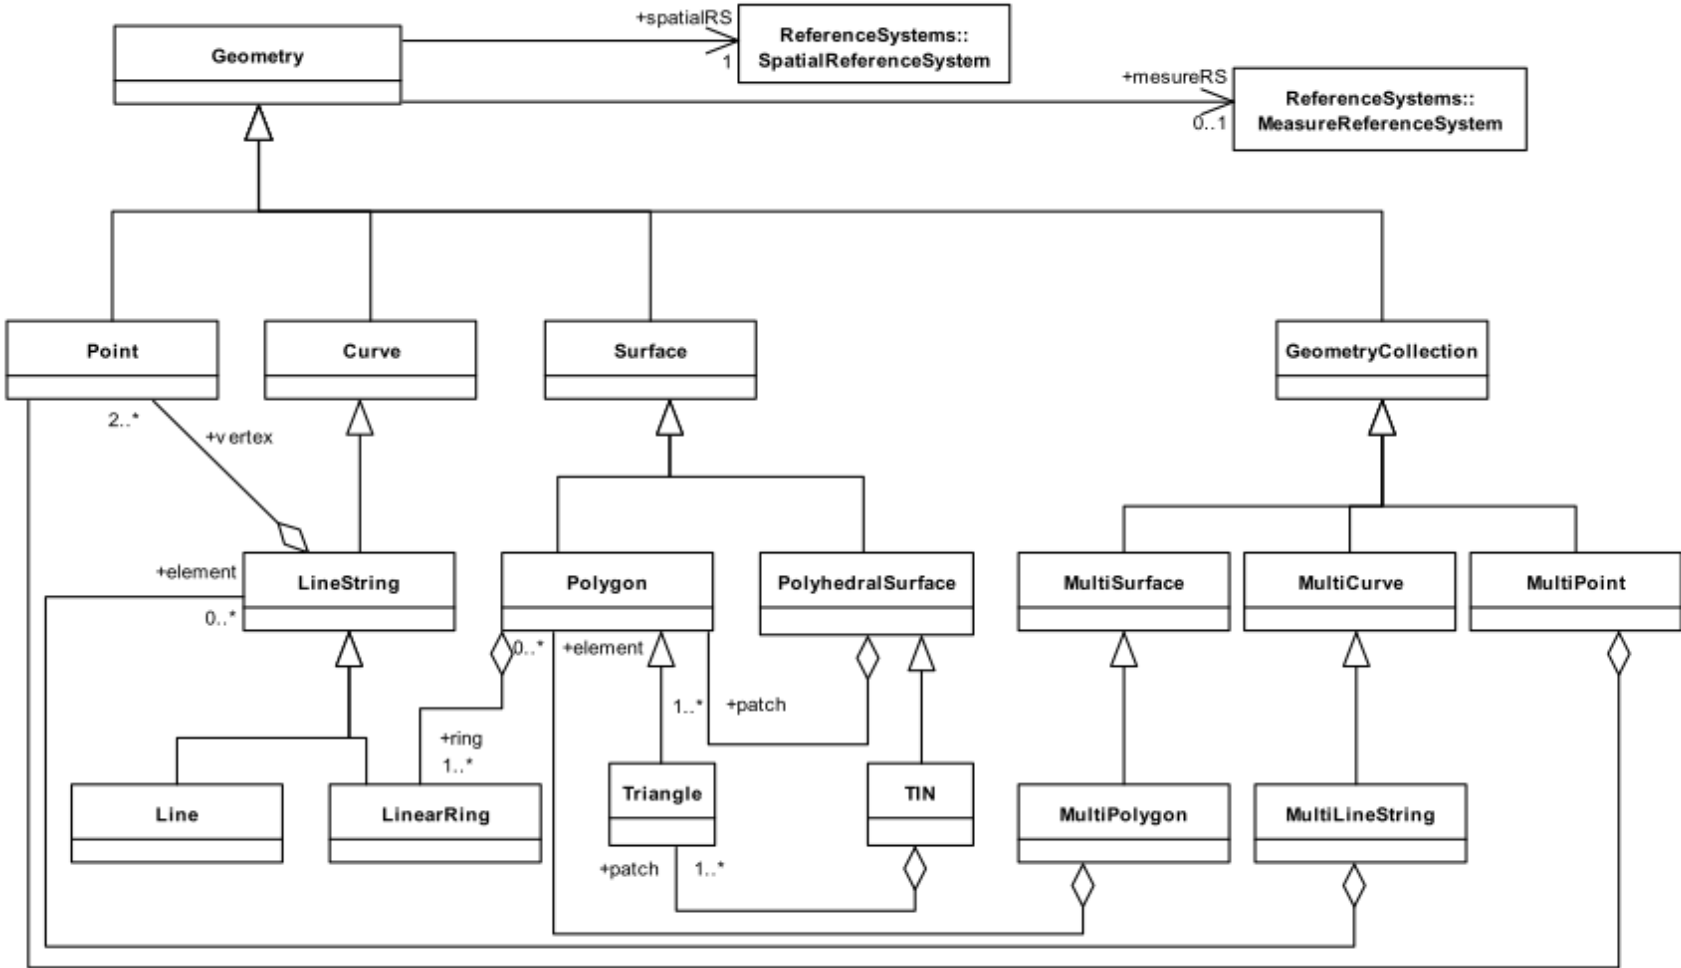 +spatialRS
1
Geometry
ReferenceSystems::
SpatialReferenceSystem
+mesureRS
0..1
ReferenceSystems::
MeasureReferenceSystem
Point
Curve
Surface
GeometryCollection
2..*
+vertex
+element
0..*
LineString
Polygon
PolyhedralSurface
MultiSurface
MultiCurve
MultiPoint
0..*
+element
1..*
+patch
+ring
1..*
Line
LinearRing
Triangle
TIN
MultiPolygon
MultiLineString
+patch
1..*